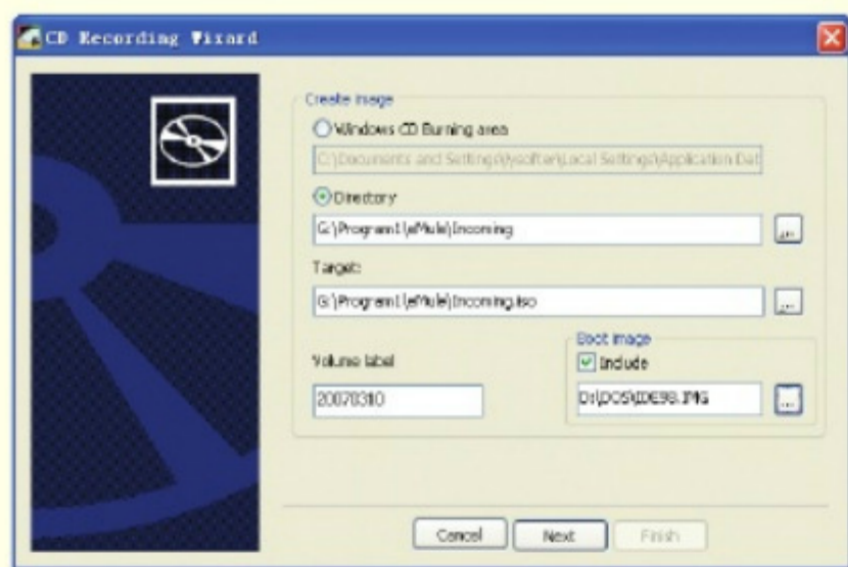 CD Recording Wizard
Create image
Windows CD Burning area
C:\Documents and Settings\ysofter\Local Settings\Application Dat
Directory
G:\Program1\eMule\Incoming
...
Target:
G:\Program1\eMule\Incoming.iso
...
Boot image
Volume label
Include
20070310
D:\DOS\IDE98.IMG
...
Cancel
Next
Finish